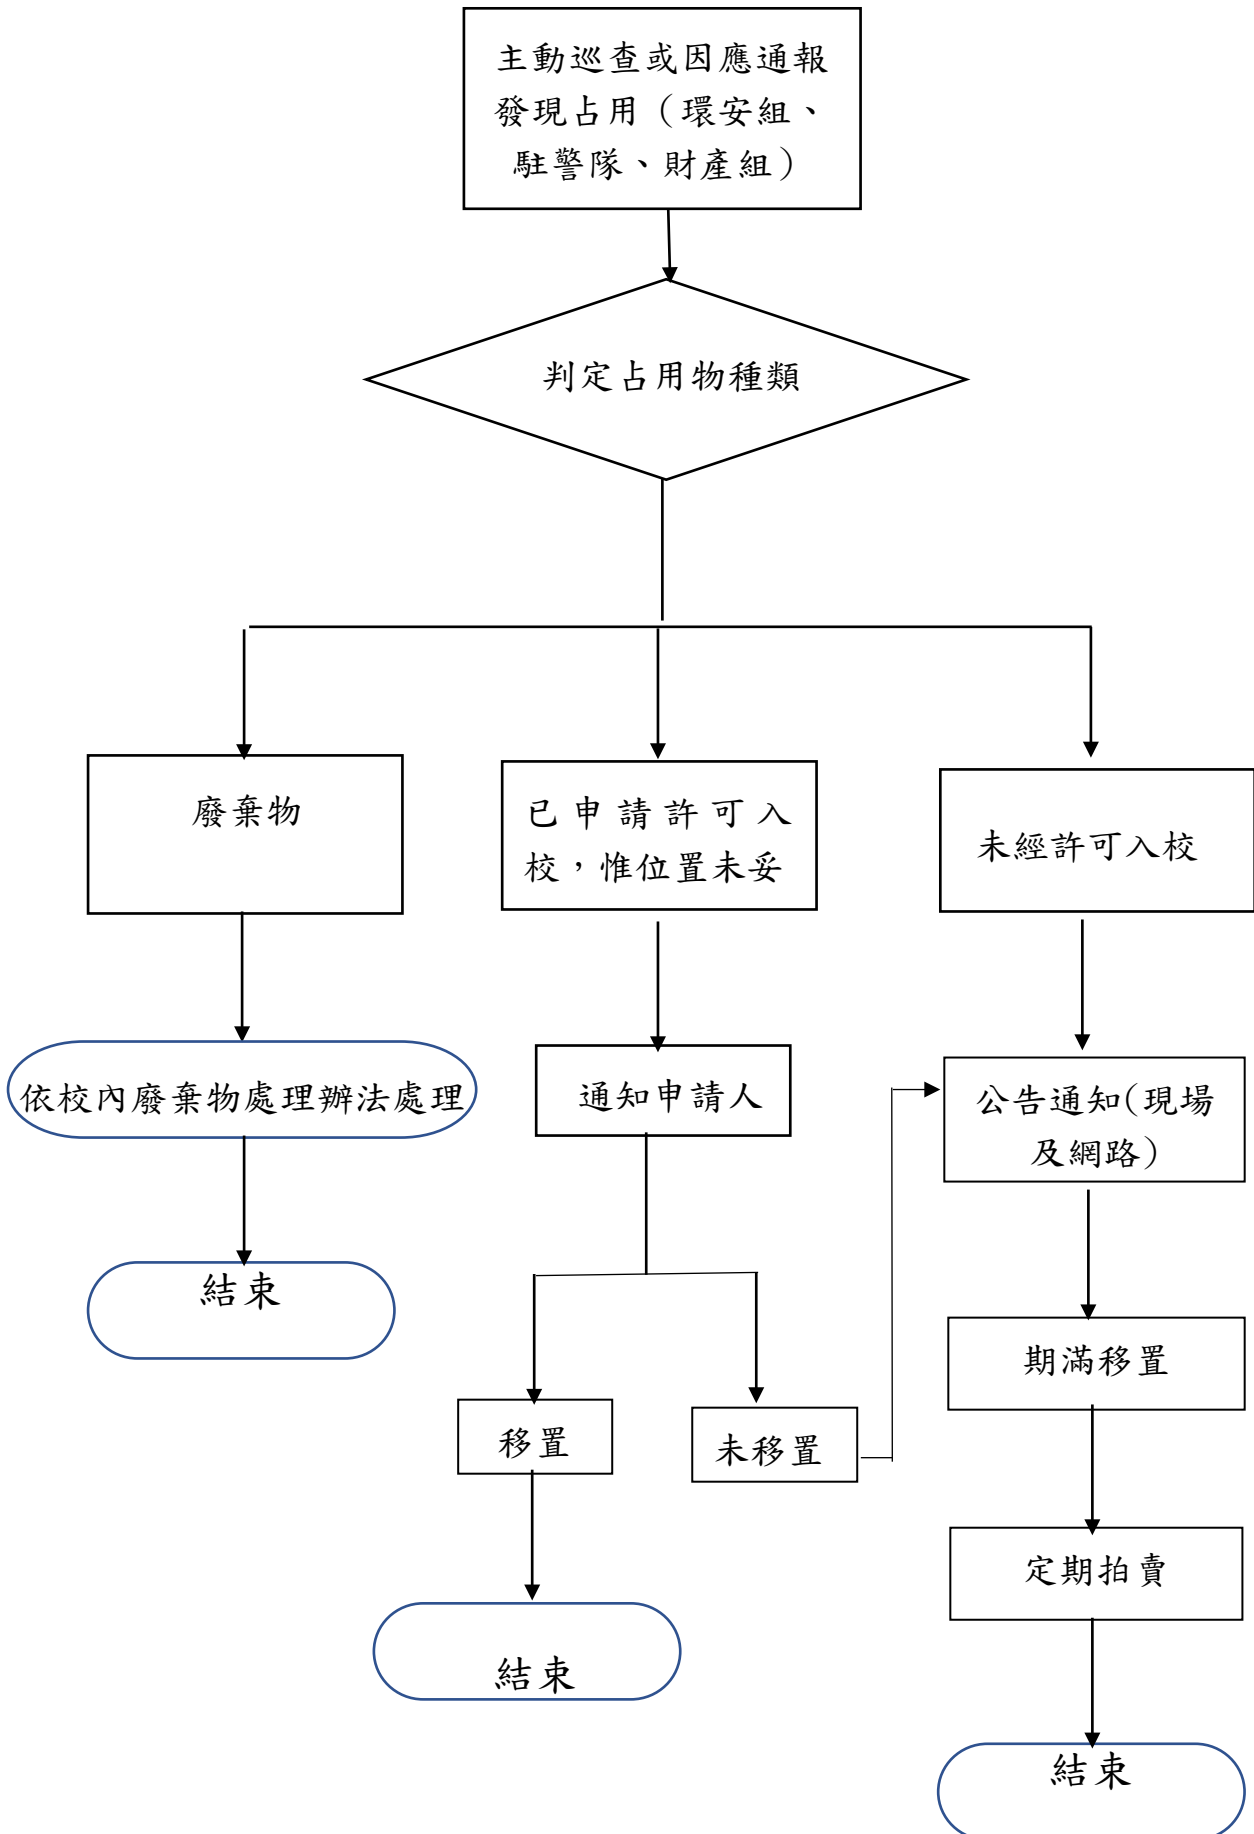 主動巡查或因應通報
發現占用（環安組、
駐警隊、財產組）
判定占用物種類
廢棄物
已申請許可入
校，惟位置未妥
未經許可入校
依校內廢棄物處理辦法處理
通知申請人
公告通知(現場
及網路)
結束
期滿移置
移置
未移置
定期拍賣
結束
結束